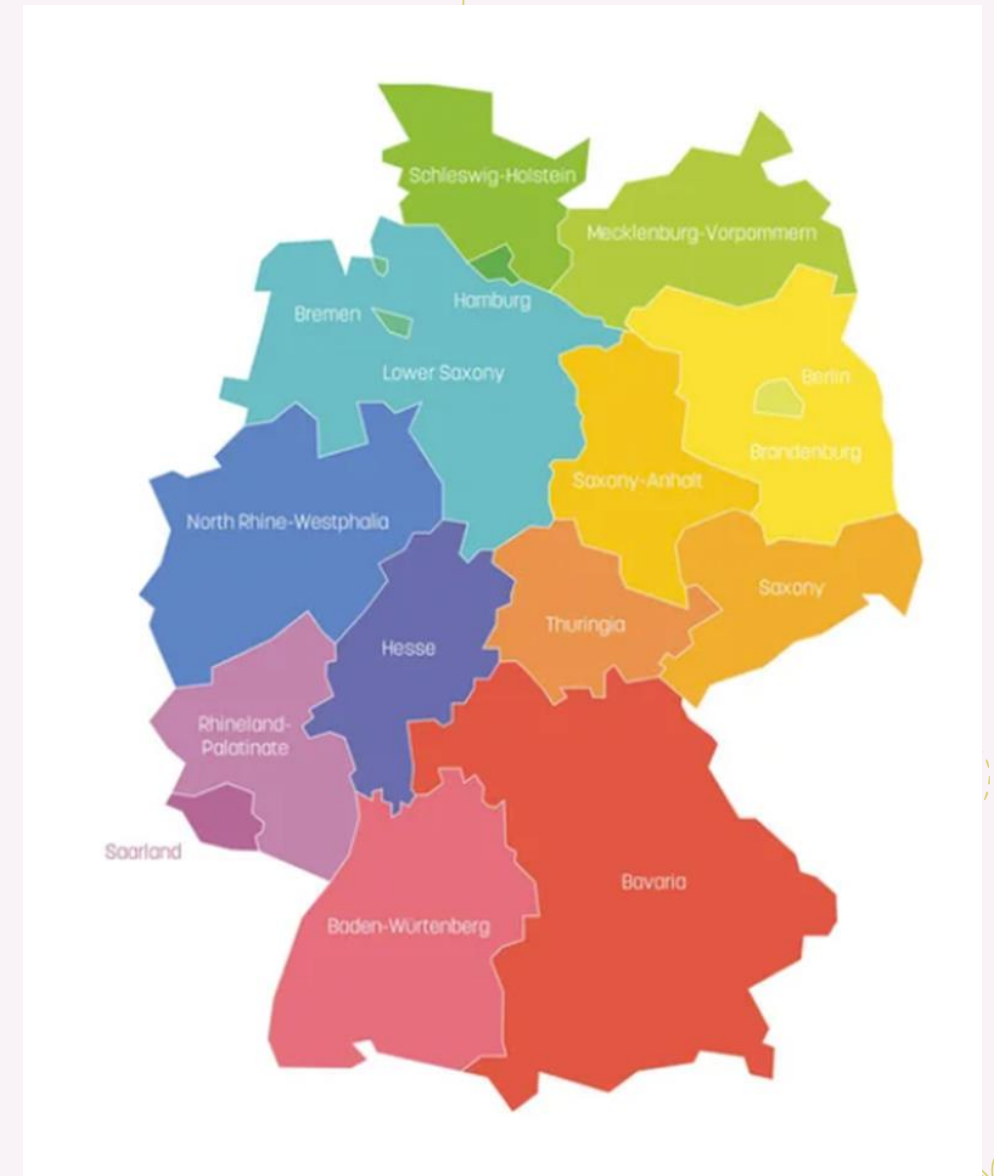 Schleswig-Holstein
Mecklenburg-Vorpommern
Hamburg
Bremen
Lower Saxony
Berlin
Brandenburg
Saxony-Anhalt
North Rhine-Westphalia
Saxony
Thuringia
Hesse
Rhineland-
Palatinate
Saarland
Bavaria
Baden-Würtenberg